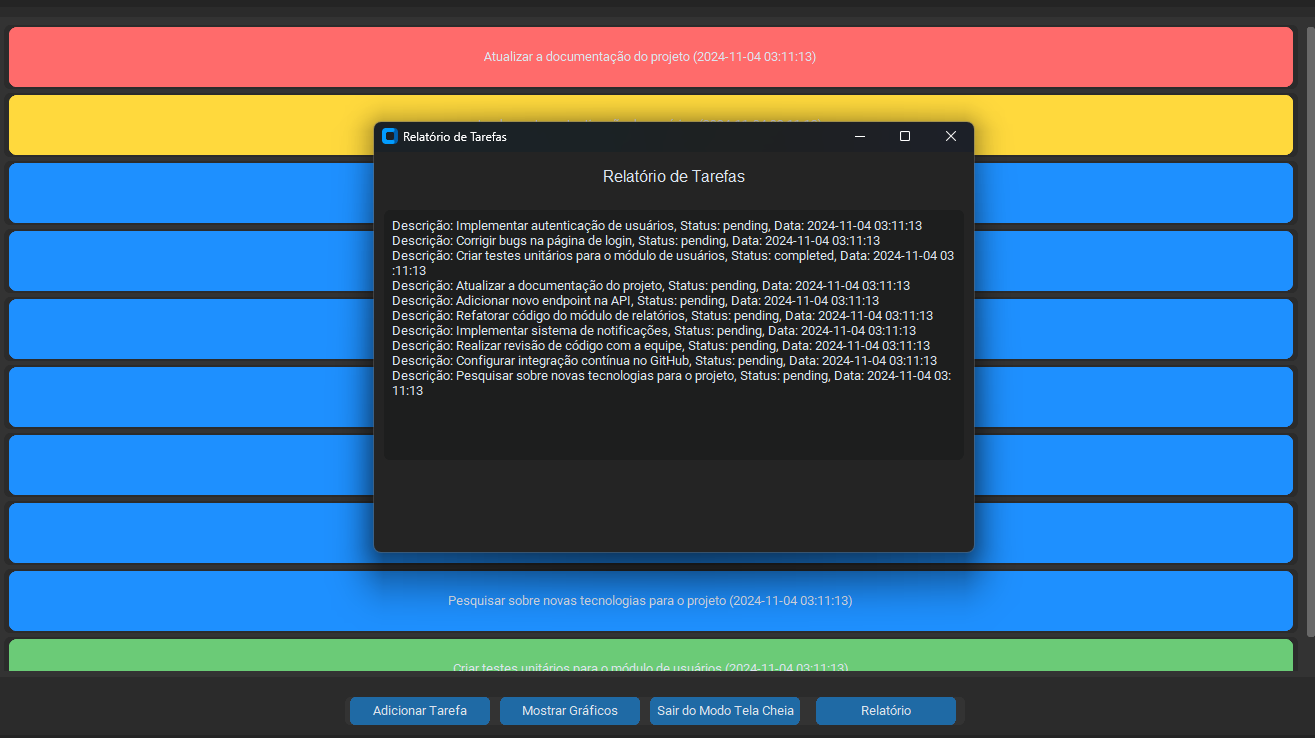 Atualizar a documentação do projeto (2024-11-04 03:11:13)
Relatório de Tarefas
Relatório de Tarefas
Descrição: Implementar autenticação de usuários, Status: pending, Data: 2024-11-04 03:11:13
Descrição: Corrigir bugs na página de login, Status: pending, Data: 2024-11-04 03:11:13
Descrição: Criar testes unitários para o módulo de usuários, Status: completed, Data: 2024-11-04 03
:11:13
Descrição: Atualizar a documentação do projeto, Status: pending, Data: 2024-11-04 03:11:13
Descrição: Adicionar novo endpoint na API, Status: pending, Data: 2024-11-04 03:11:13
Descrição: Refatorar código do módulo de relatórios, Status: pending, Data: 2024-11-04 03:11:13
Descrição: Implementar sistema de notificações, Status: pending, Data: 2024-11-04 03:11:13
Descrição: Realizar revisão de código com a equipe, Status: pending, Data: 2024-11-04 03:11:13
Descrição: Configurar integração contínua no GitHub, Status: pending, Data: 2024-11-04 03:11:13
Descrição: Pesquisar sobre novas tecnologias para o projeto, Status: pending, Data: 2024-11-04 03:
11:13
Pesquisar sobre novas tecnologias para o projeto (2024-11-04 03:11:13)
Criar testes unitários para o módulo de usuários (2024-11-04 03:11:13)
Adicionar Tarefa
Mostrar Gráficos
Sair do Modo Tela Cheia
Relatório